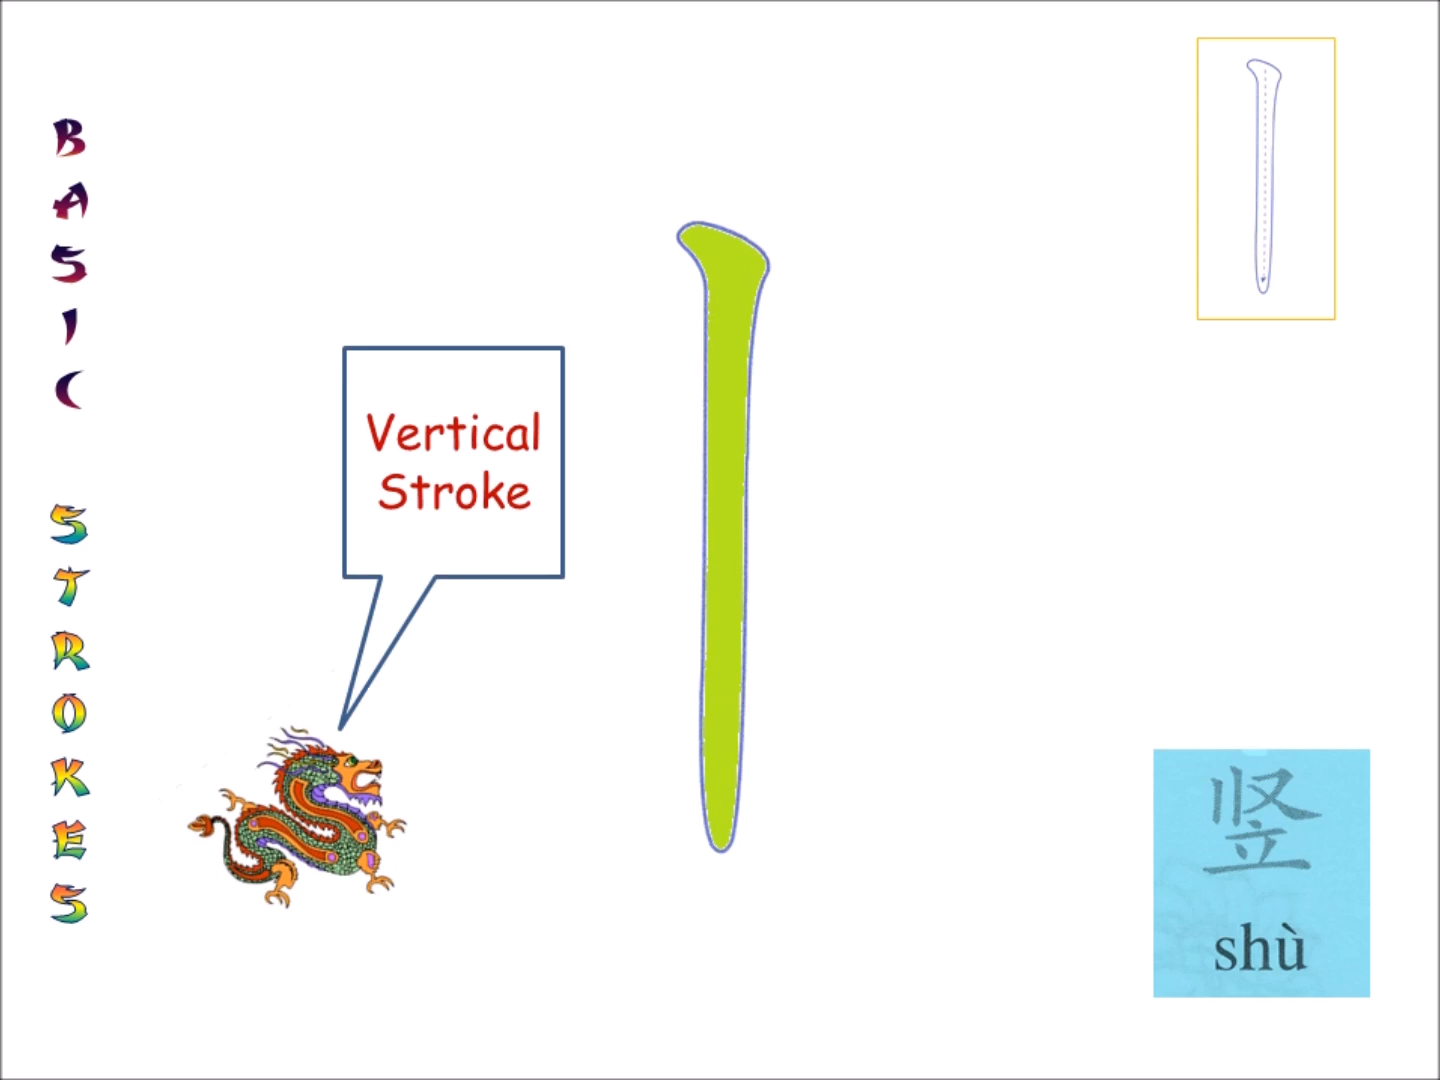 BASIC STROKES
Vertical
Stroke
竖
shù